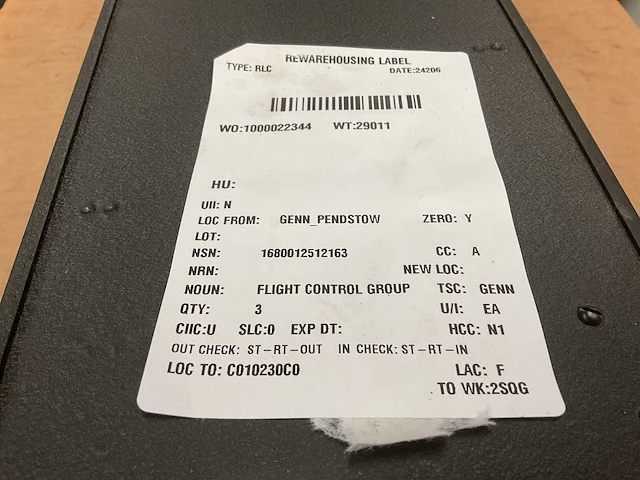 REWAREHOUSING LABEL
TYPE: RLC DATE:24206
WO:1000022344 WT:29011
HU:
UII: N
LOC FROM: GENN_PENDSTOW ZERO: Y
LOT:
NSN: 1680012512163 CC: A
NRN: NEW LOC:
NOUN: FLIGHT CONTROL GROUP TSC: GENN
QTY: 3 U/I: EA
CIIC:U SLC:0 EXP DT: HCC: N1
OUT CHECK: ST-RT-OUT IN CHECK: ST-RT-IN
LOC TO: C010230C0 LAC: F
TO WK:2SQG